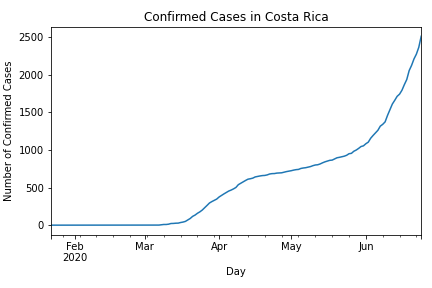 Confirmed Cases in Costa Rica
Number of Confirmed Cases
2500
2000
1500
1000
500
0
Feb
2020
Mar
Apr
May
Jun
Day